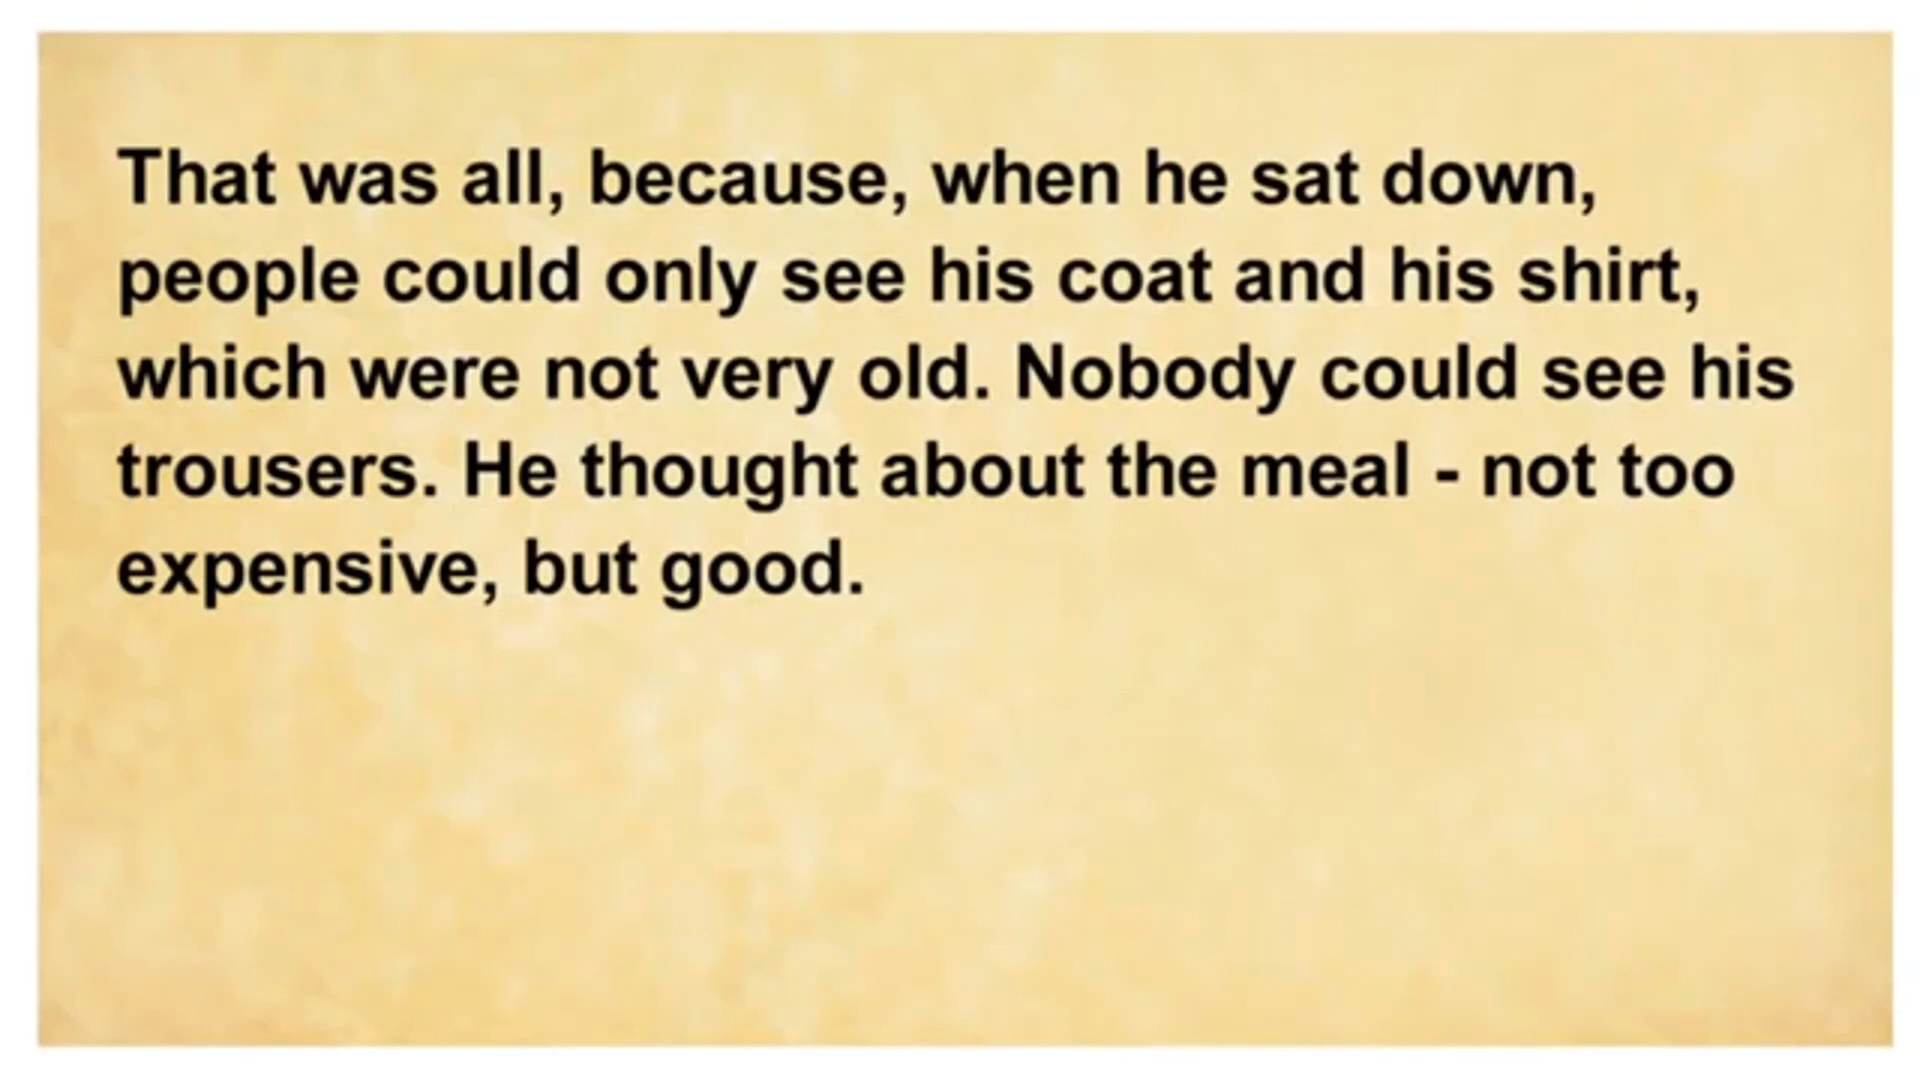 That was all, because, when he sat down,
people could only see his coat and his shirt,
which were not very old. Nobody could see his
trousers. He thought about the meal - not too
expensive, but good.